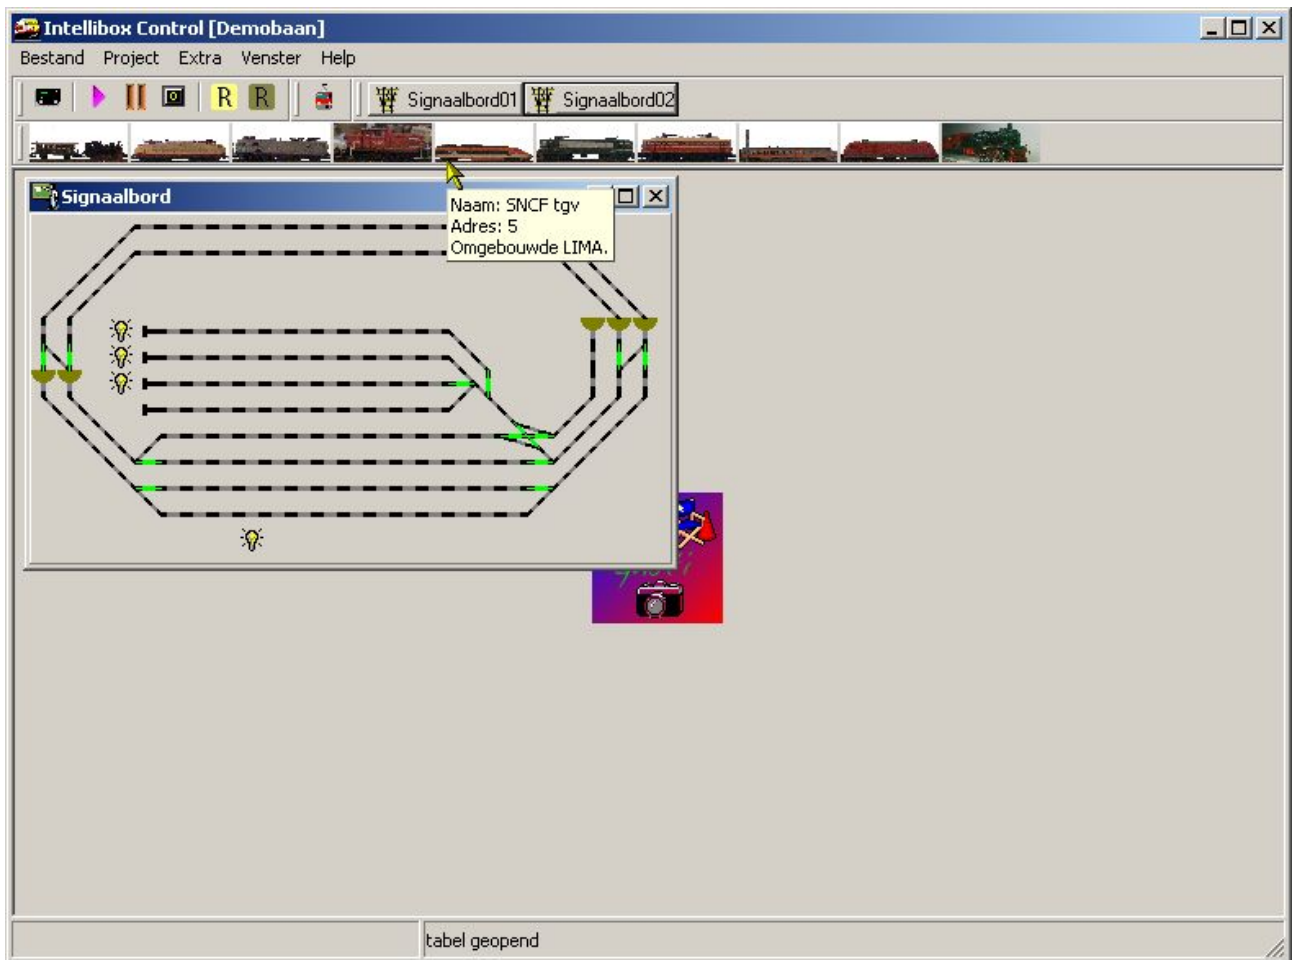 Intellibox Control [Demobaan]
Bestand Project Extra Venster Help
R R Signaalbord01 Signaalbord02
Signaalbord
Naam: SNCF tgv
Adres: 5
Omgebouwde LIMA.
tabel geopend